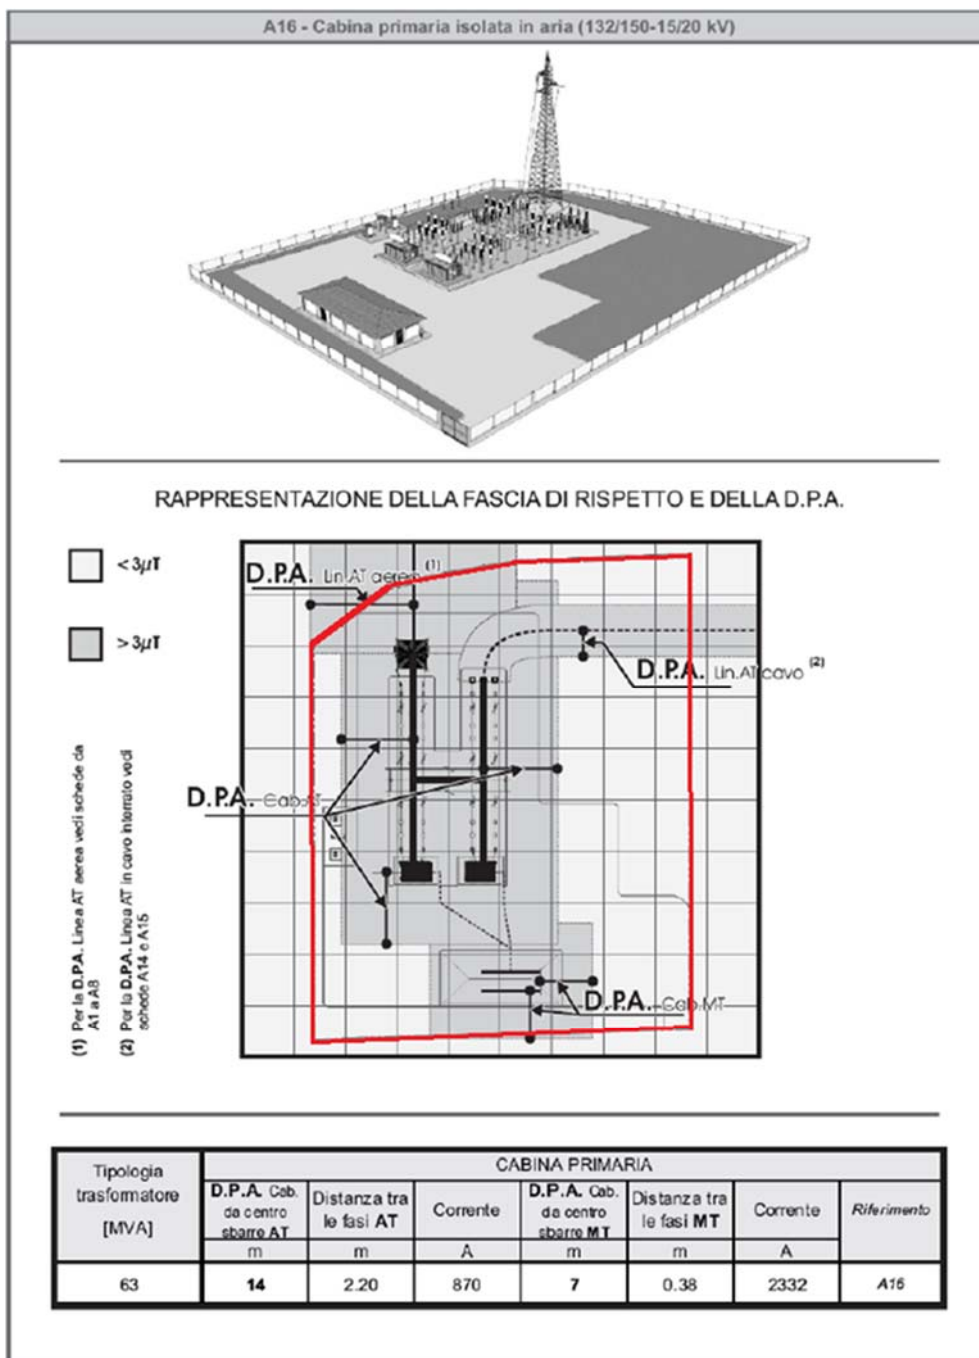 A16 - Cabina primaria isolata in aria (132/150-15/20 kV)
RAPPRESENTAZIONE DELLA FASCIA DI RISPETTO E DELLA D.P.A.
< 3µT
> 3µT
D.P.A. Lin.AT aerea (1)
D.P.A. Lin.AT cavo (2)
D.P.A. Cab.AT
D.P.A. Cab.MT
(1) Per la D.P.A. Linea AT aerea vedi schede da
A1 a A8
(2) Per la D.P.A. Linea AT in cavo interrato vedi
schede A14 e A15
Tipologia
trasformatore
[MVA]
CABINA PRIMARIA
D.P.A. Cab.
da centro
sbarre AT
Distanza tra
le fasi AT
Corrente
D.P.A. Cab.
da centro
sbarre MT
Distanza tra
le fasi MT
Corrente
Riferimento
m m A m m A
63 14 2.20 870 7 0.38 2332 A16